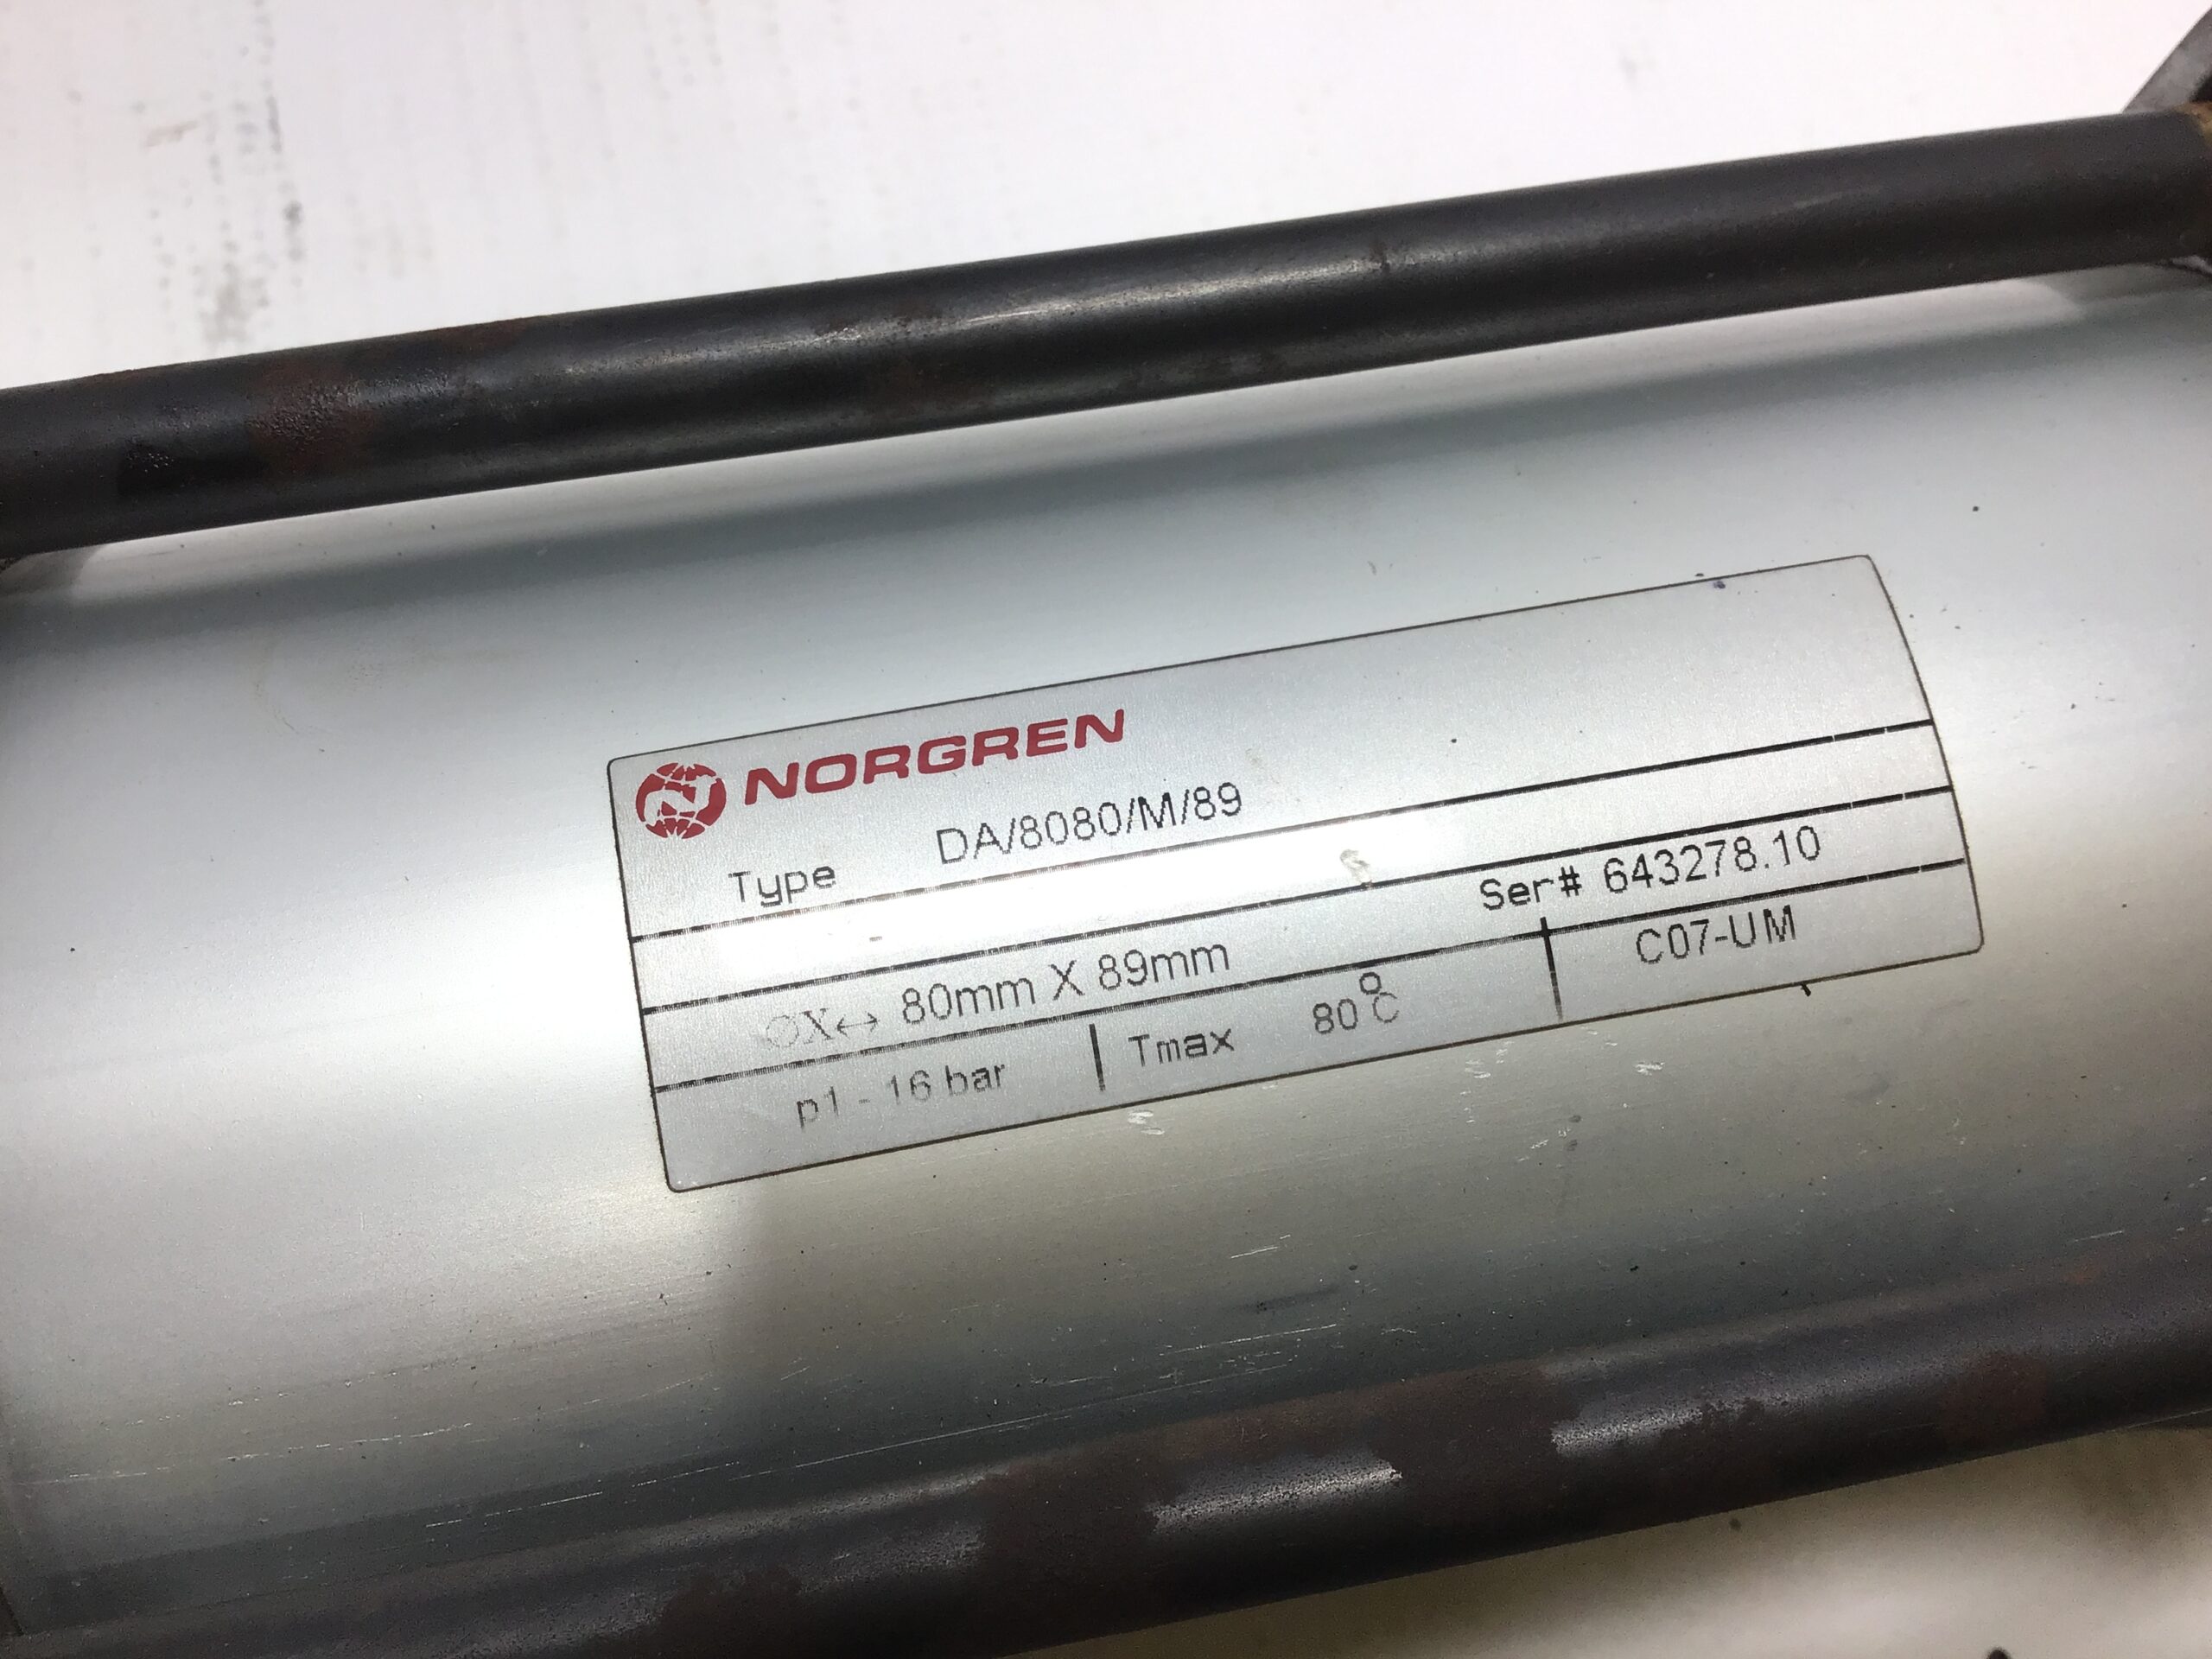 NORGREN
Type DA/8080/M/89
∅X↔ 80mm X 89mm Ser# 643278.10
p1 - 16 bar Tmax 80°C C07-UM